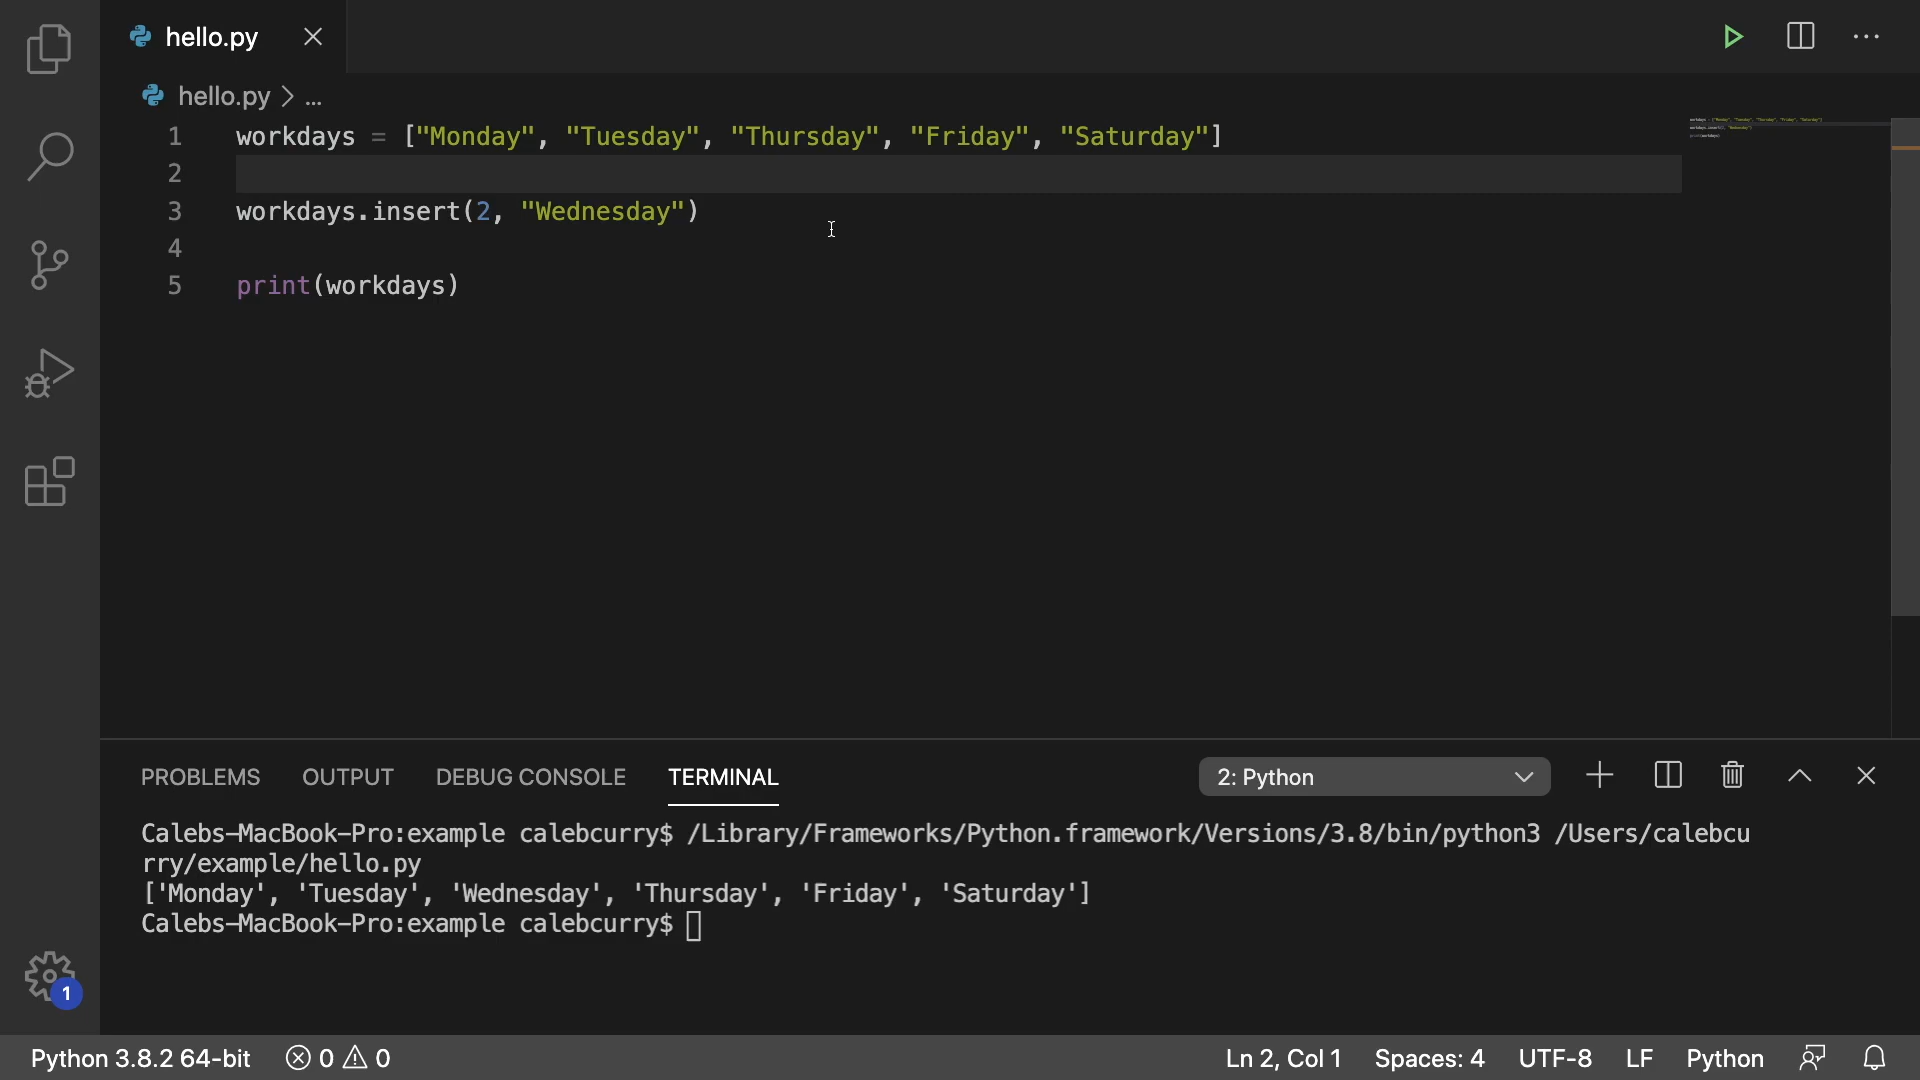 hello.py
hello.py > ...
1 workdays = ["Monday", "Tuesday", "Thursday", "Friday", "Saturday"]
2
3 workdays.insert(2, "Wednesday")
4
5 print(workdays)
PROBLEMS OUTPUT DEBUG CONSOLE TERMINAL 2: Python
Calebs-MacBook-Pro:example calebcurry$ /Library/Frameworks/Python.framework/Versions/3.8/bin/python3 /Users/calebcu
rry/example/hello.py
['Monday', 'Tuesday', 'Wednesday', 'Thursday', 'Friday', 'Saturday']
Calebs-MacBook-Pro:example calebcurry$
1
Python 3.8.2 64-bit 0 0 Ln 2, Col 1 Spaces: 4 UTF-8 LF Python